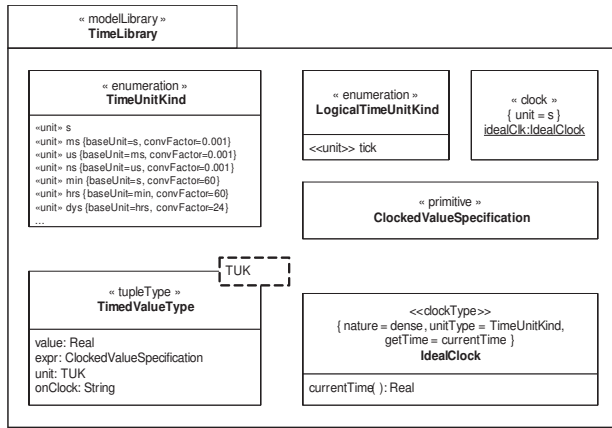 « modelLibrary »
TimeLibrary
« enumeration »
TimeUnitKind
«unit» s
«unit» ms {baseUnit=s, convFactor=0.001}
«unit» us {baseUnit=ms, convFactor=0.001}
«unit» ns {baseUnit=us, convFactor=0.001}
«unit» min {baseUnit=s, convFactor=60}
«unit» hrs {baseUnit=min, convFactor=60}
«unit» dys {baseUnit=hrs, convFactor=24}
...
« enumeration »
LogicalTimeUnitKind
<<unit>> tick
« clock »
{ unit = s }
idealClk:IdealClock
« primitive »
ClockedValueSpecification
TUK
« tupleType »
TimedValueType
value: Real
expr: ClockedValueSpecification
unit: TUK
onClock: String
<<clockType>>
{ nature = dense, unitType = TimeUnitKind,
getTime = currentTime }
IdealClock
currentTime( ): Real